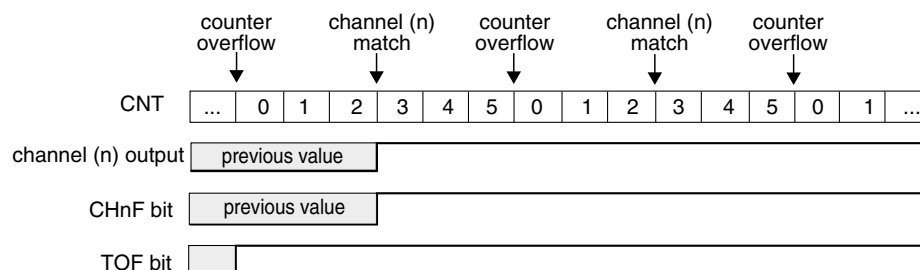 counter overflow
channel (n) match
counter overflow
channel (n) match
counter overflow
CNT ... 0 1 2 3 4 5 0 1 2 3 4 5 0 1 ...
channel (n) output previous value
CHnF bit previous value
TOF bit